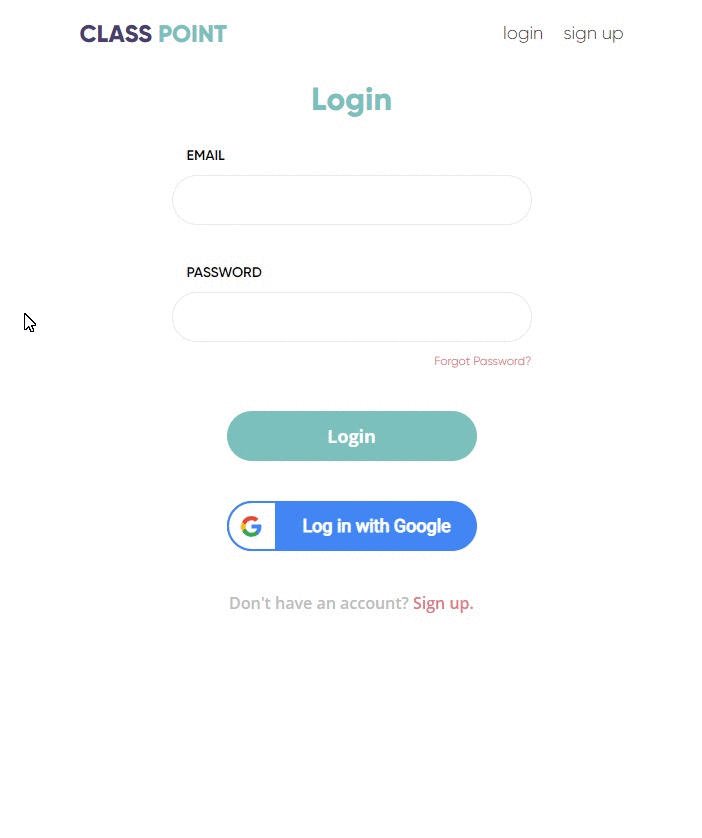 CLASS POINT
login sign up
Login
EMAIL
PASSWORD
Forgot Password?
Login
G Log in with Google
Don't have an account? Sign up.